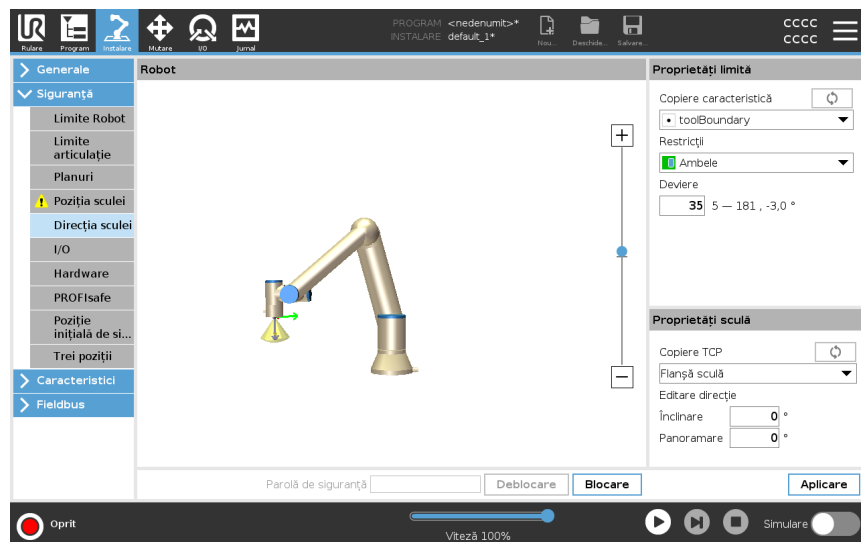 PROGRAM <nedenumit>*
INSTALARE default_1*
cccc
cccc
Rulare Program Instalare Mutare I/O Jurnal Nou... Deschide... Salvare...
Generale
Siguranță
Limite Robot
Limite
articulație
Planuri
Poziția sculei
Direcția sculei
I/O
Hardware
PROFIsafe
Poziție
inițială de si...
Trei poziții
Caracteristici
Fieldbus
Robot
Proprietăți limită
Copiere caracteristică
toolBoundary
Restricții
Ambele
Deviere
35 5 — 181 , -3,0 °
Proprietăți sculă
Copiere TCP
Flanșă sculă
Editare direcție
Înclinare 0 °
Panoramare 0 °
Parolă de siguranță Deblocare Blocare Aplicare
Oprit
Viteză 100%
Simulare